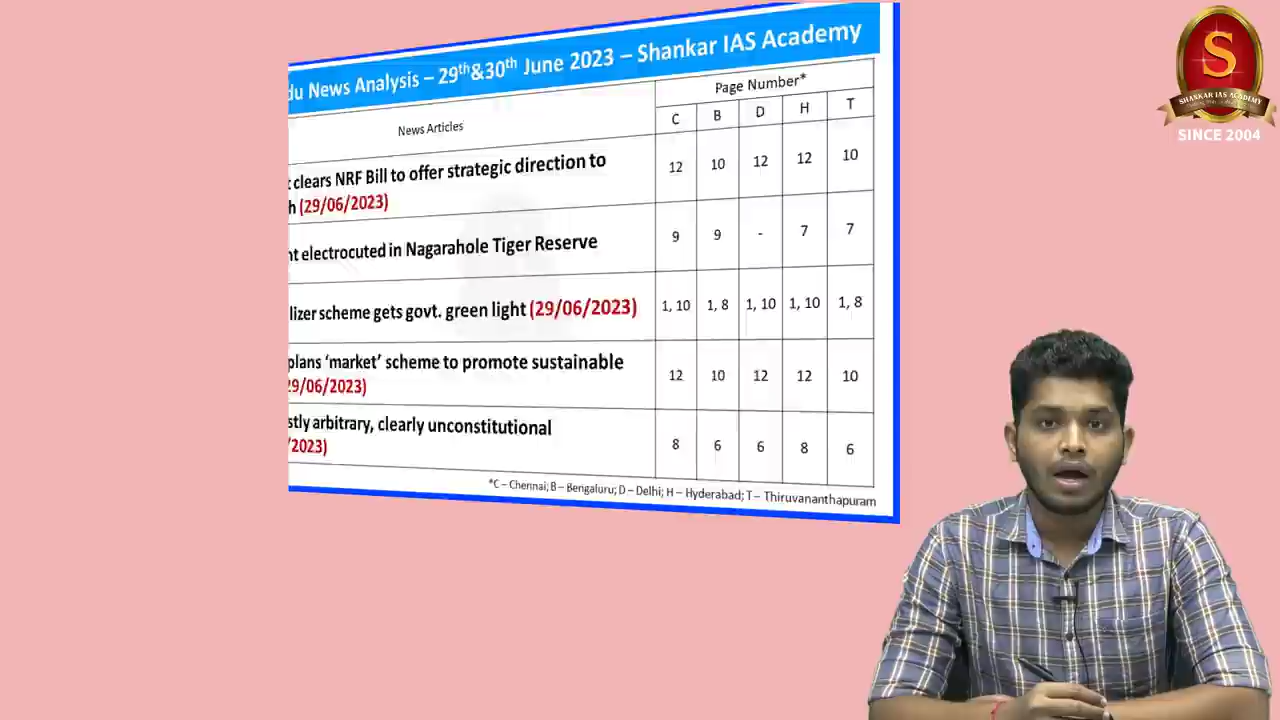 du News Analysis – 29th&30th June 2023 – Shankar IAS Academy
News Articles
Page Number*
C B D H T
t clears NRF Bill to offer strategic direction to
h (29/06/2023)
12 10 12 12 10
nt electrocuted in Nagarahole Tiger Reserve
9 9 - 7 7
lizer scheme gets govt. green light (29/06/2023)
1, 10 1, 8 1, 10 1, 10 1, 8
plans ‘market’ scheme to promote sustainable
29/06/2023)
12 10 12 12 10
stly arbitrary, clearly unconstitutional
/2023)
8 6 6 8 6
*C – Chennai; B – Bengaluru; D – Delhi; H – Hyderabad; T – Thiruvananthapuram
S
SHANKAR IAS ACADEMY
SINCE 2004